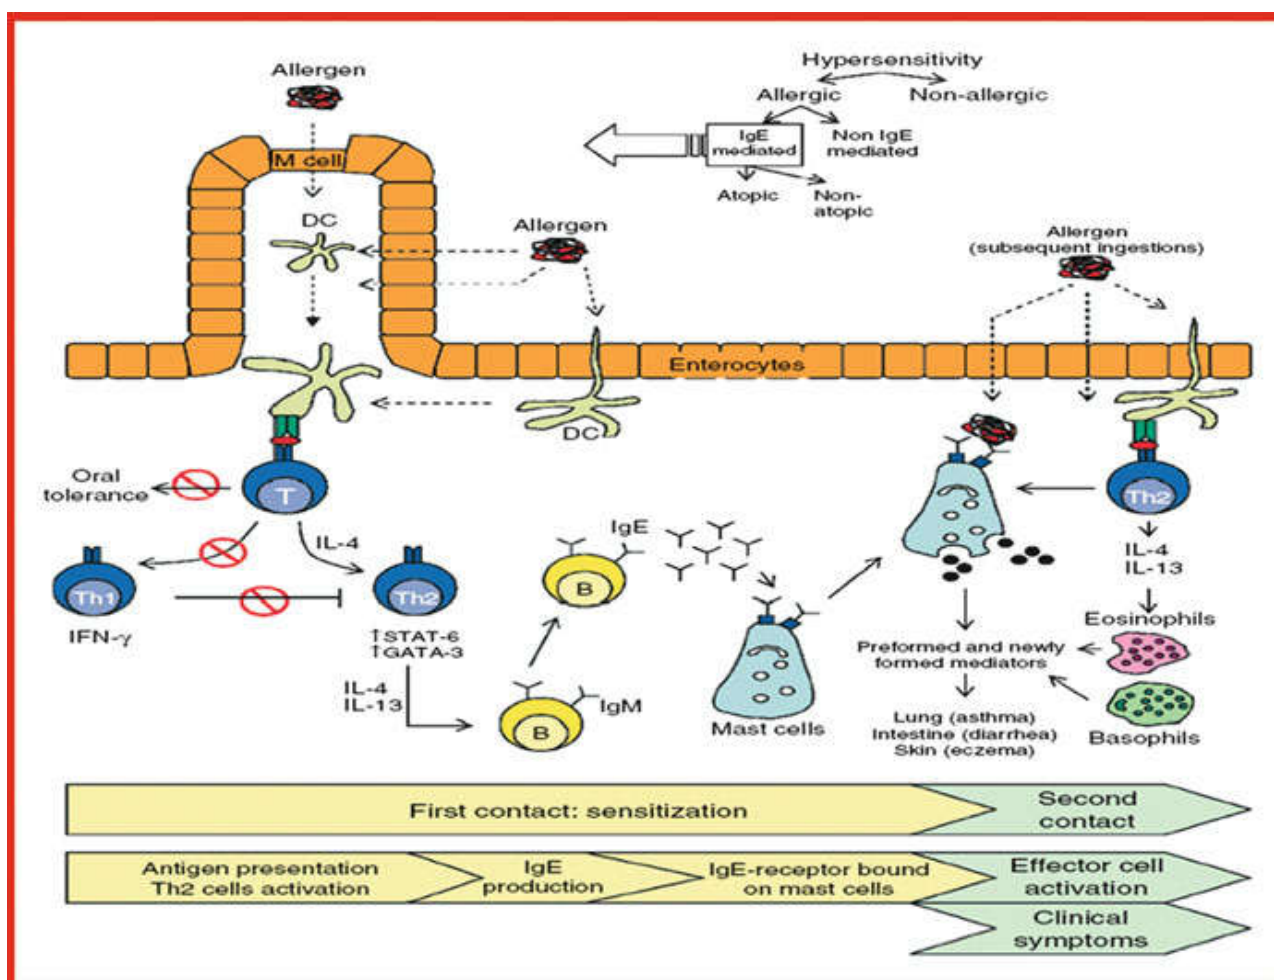 Allergen
Hypersensitivity
Allergic
Non-allergic
IgE
mediated
Non IgE
mediated
Atopic
Non-
atopic
M cell
DC
Allergen
Allergen
(subsequent ingestions)
Enterocytes
DC
Oral
tolerance
T
IL-4
Th1
IFN-γ
Th2
↑STAT-6
↑GATA-3
IL-4
IL-13
IgE
B
B
IgM
Mast cells
Th2
IL-4
IL-13
Eosinophils
Preformed and newly
formed mediators
Lung (asthma)
Intestine (diarrhea)
Skin (eczema)
Basophils
First contact: sensitization
Second
contact
Antigen presentation
Th2 cells activation
IgE
production
IgE-receptor bound
on mast cells
Effector cell
activation
Clinical
symptoms